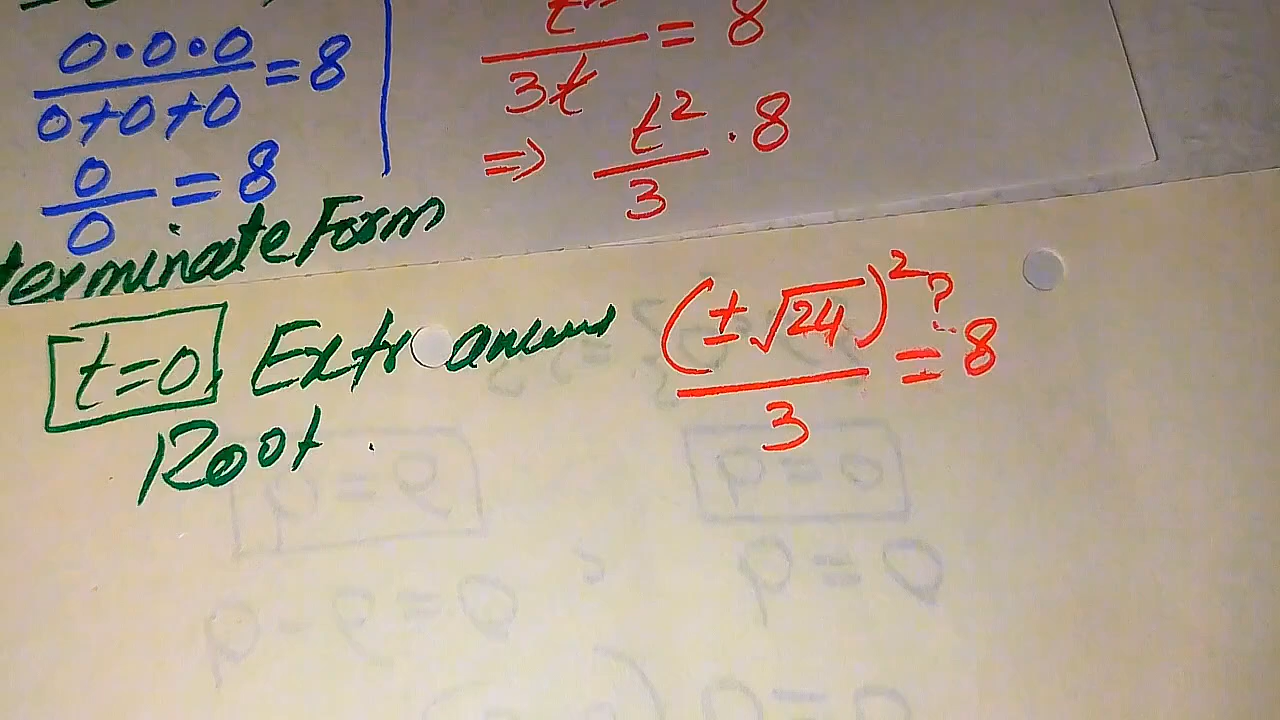 0·0·0/0+0+0 = 8
0/0 = 8
terminate Form
t=0. Extraneous
Root.
/3t = 8
=> t²/3 · 8
(±√24)²/3 ?= 8